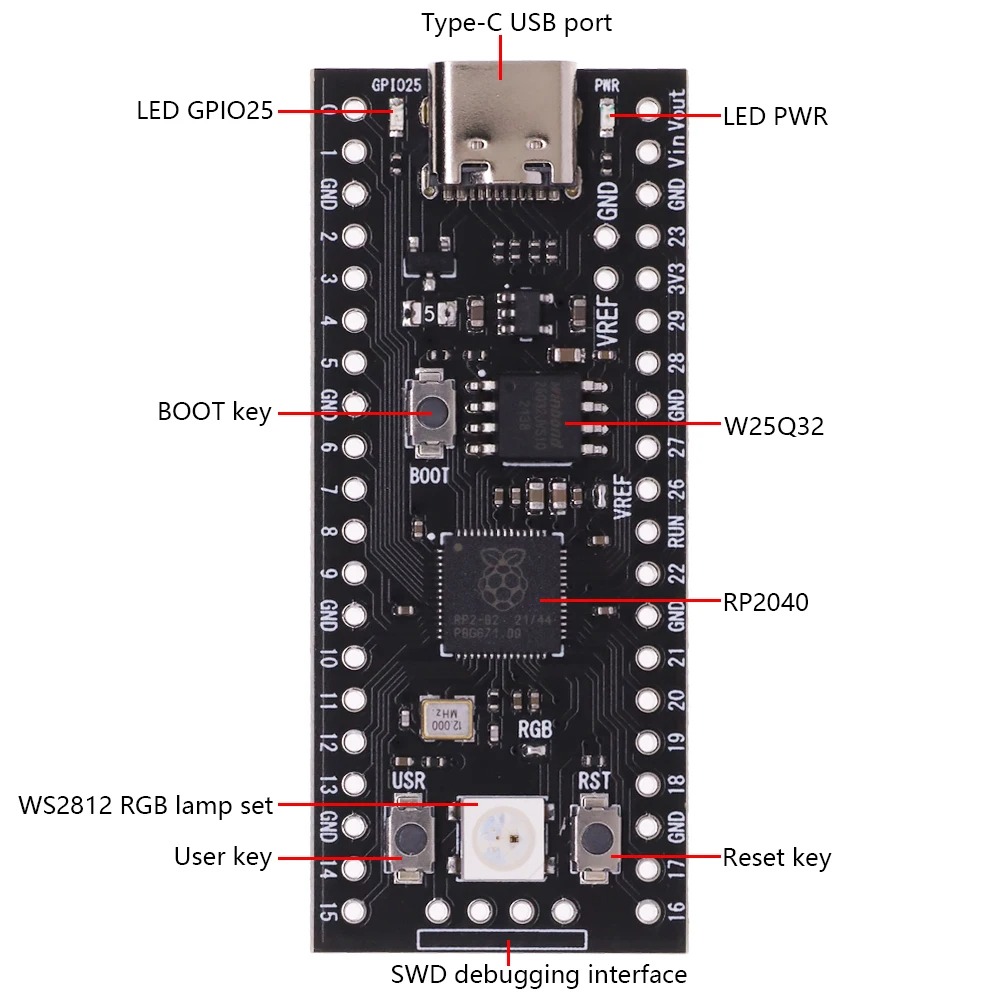 Type-C USB port
GPIO25
PWR
LED GPIO25
LED PWR
0
Vout
1
Vin
GND
GND
GND
2
23
3
3V3
4
VREF
29
5
5
28
GND
GND
BOOT key
winbond
2138
W25Q32
6
27
BOOT
7
VREF
26
8
RUN
9
22
RP2040
GND
RP2-B2 21/44
P8G671.00
GND
10
21
11
20
12.000
MHz
RGB
12
19
13
USR
RST
18
WS2812 RGB lamp set
GND
GND
User key
Reset key
14
17
15
16
SWD debugging interface